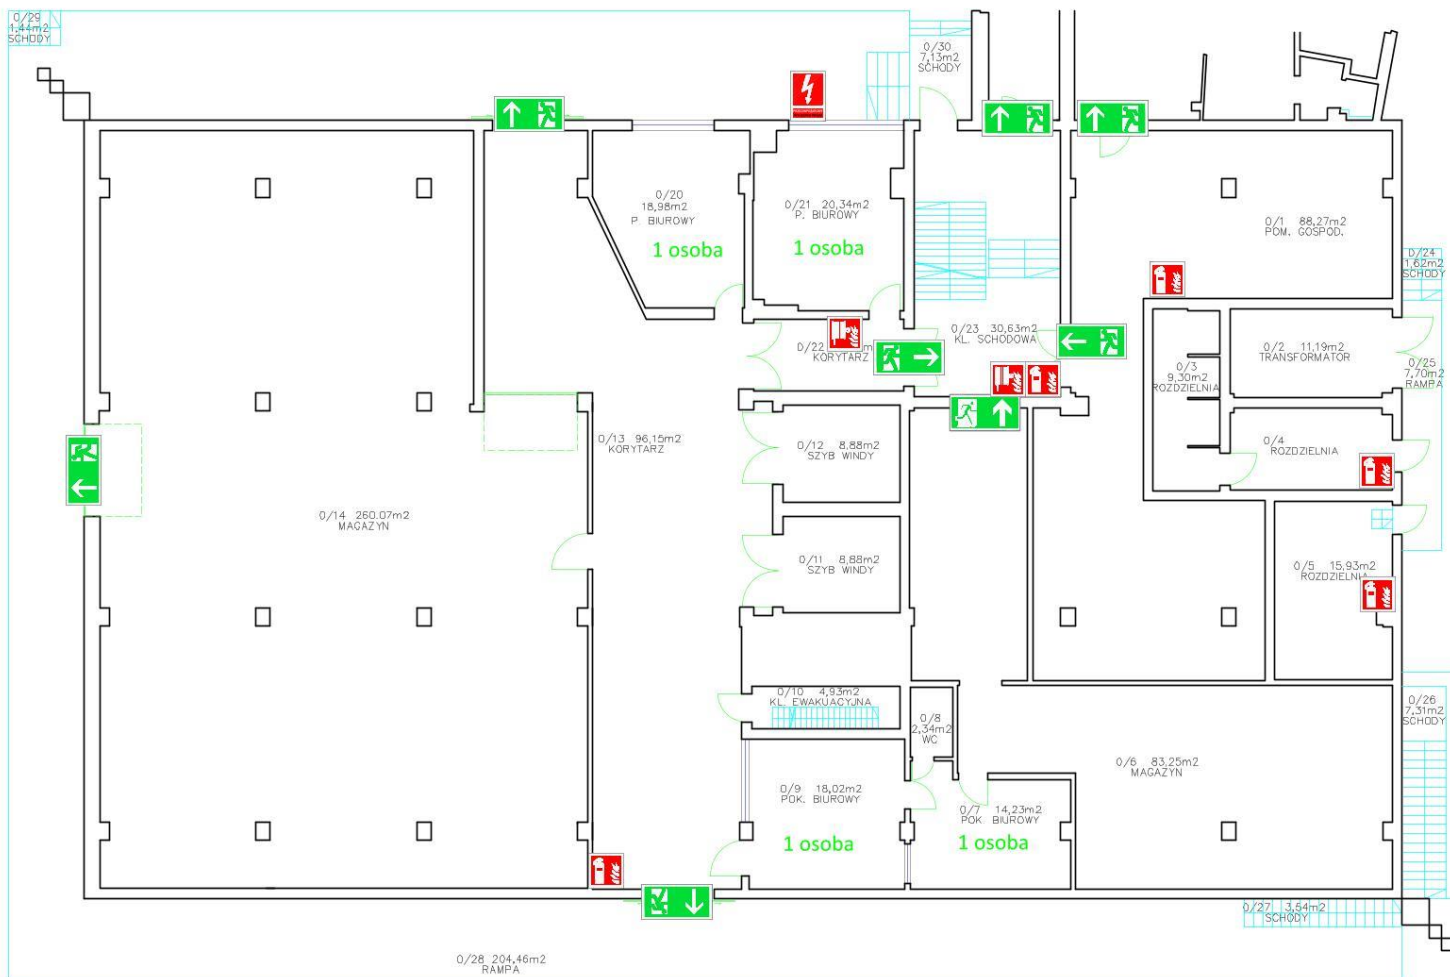 0/29
1,44m2
SCHODY
0/30
7,13m2
SCHODY
0/20
18,98m2
P. BIUROWY
1 osoba
0/21 20,34m2
P. BIUROWY
1 osoba
0/1 88,27m2
POM. GOSPOD.
D/24
1,62m2
SCHODY
0/23 30,63m2
KL. SCHODOWA
D/22
KORYTARZ
0/2 11,19m2
TRANSFORMATOR
0/3
9,30m2
ROZDZIELNIA
0/25
7,70m2
RAMPA
0/13 96,15m2
KORYTARZ
0/12 8,88m2
SZYB WINDY
0/4
ROZDZIELNIA
0/14 260.07m2
MAGAZYN
0/11 8,88m2
SZYB WINDY
0/5 15,93m2
ROZDZIELNIA
0/10 4,93m2
KL. EWAKUACYJNA
0/8
2,34m2
WC
0/26
7,31m2
SCHODY
0/6 83,25m2
MAGAZYN
0/9 18,02m2
POK. BIUROWY
1 osoba
0/7 14,23m2
POK. BIUROWY
1 osoba
0/27 3,54m2
SCHODY
0/28 204,46m2
RAMPA